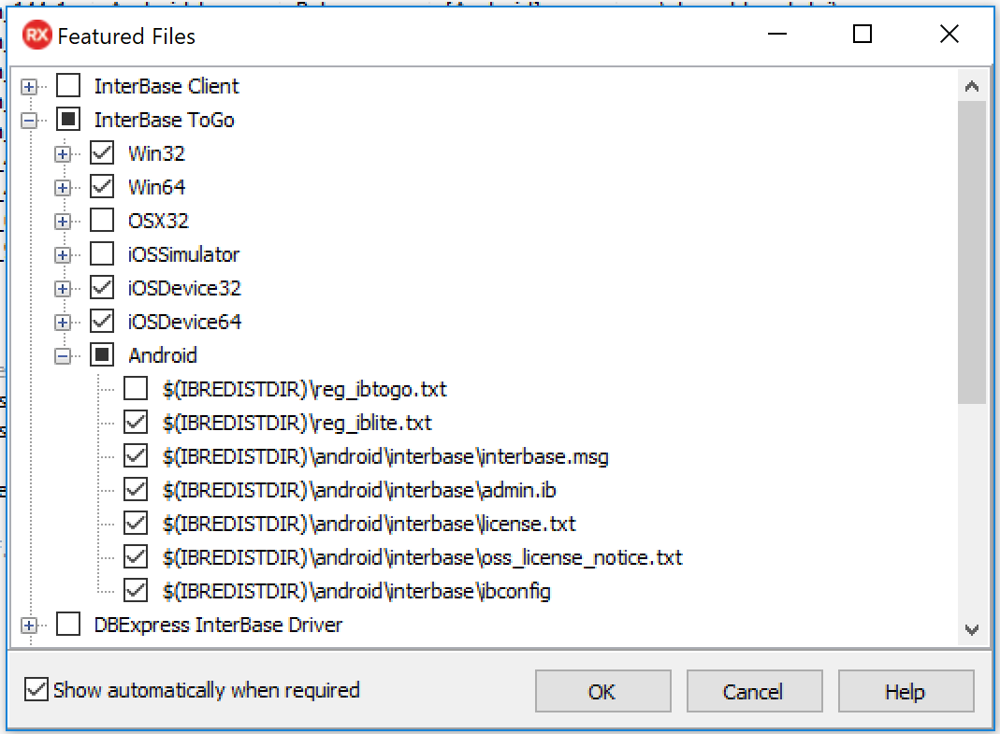 RX Featured Files
InterBase Client
InterBase ToGo
Win32
Win64
OSX32
iOSSimulator
iOSDevice32
iOSDevice64
Android
$(IBREDISTDIR)\reg_ibtogo.txt
$(IBREDISTDIR)\reg_iblite.txt
$(IBREDISTDIR)\android\interbase\interbase.msg
$(IBREDISTDIR)\android\interbase\admin.ib
$(IBREDISTDIR)\android\interbase\license.txt
$(IBREDISTDIR)\android\interbase\oss_license_notice.txt
$(IBREDISTDIR)\android\interbase\ibconfig
DBExpress InterBase Driver
Show automatically when required
OK Cancel Help